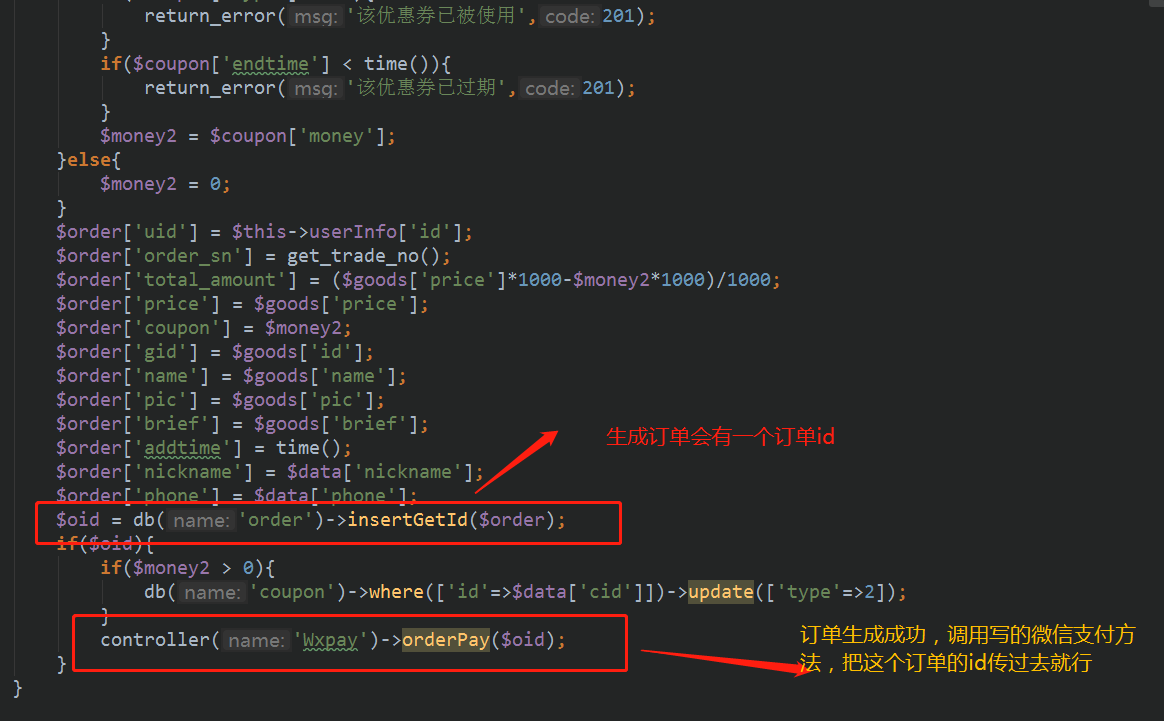 return_error( msg: '该优惠券已被使用', code: 201);
}
if($coupon['endtime'] < time()){
return_error( msg: '该优惠券已过期', code: 201);
}
$money2 = $coupon['money'];
}else{
$money2 = 0;
}
$order['uid'] = $this->userInfo['id'];
$order['order_sn'] = get_trade_no();
$order['total_amount'] = ($goods['price']*1000-$money2*1000)/1000;
$order['price'] = $goods['price'];
$order['coupon'] = $money2;
$order['gid'] = $goods['id'];
$order['name'] = $goods['name'];
$order['pic'] = $goods['pic'];
$order['brief'] = $goods['brief'];
$order['addtime'] = time();
$order['nickname'] = $data['nickname'];
$order['phone'] = $data['phone'];
生成订单会有一个订单id
$oid = db( name: 'order')->insertGetId($order);
if($oid){
if($money2 > 0){
db( name: 'coupon')->where(['id'=>$data['cid']])->update(['type'=>2]);
}
controller( name: 'Wxpay')->orderPay($oid);
}
}
订单生成成功，调用写的微信支付方
法，把这个订单的id传过去就行